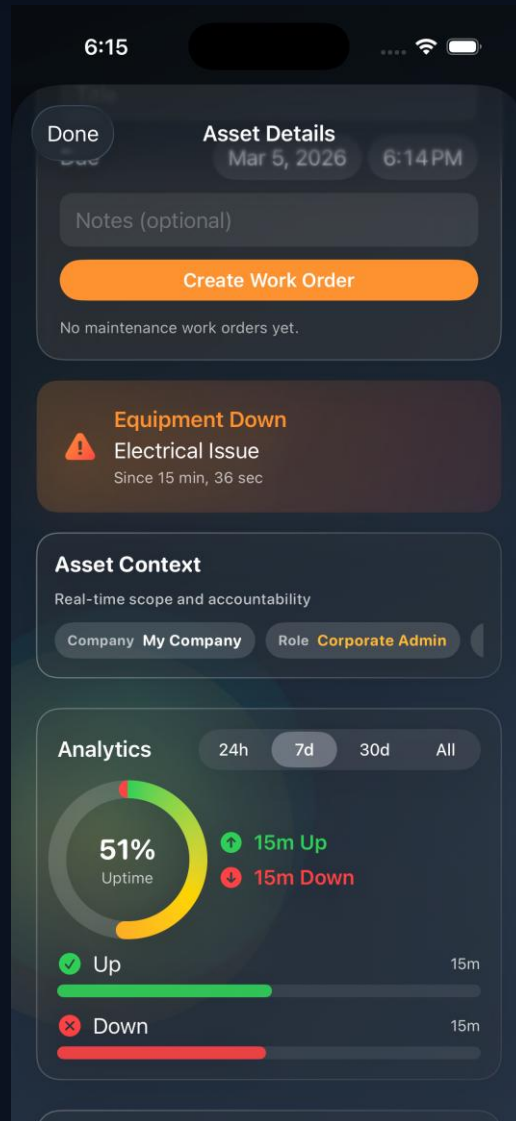 6:15
Title
Done
Asset Details
Due
Mar 5, 2026
6:14 PM
Notes (optional)
Create Work Order
No maintenance work orders yet.
Equipment Down
Electrical Issue
Since 15 min, 36 sec
Asset Context
Real-time scope and accountability
Company My Company
Role Corporate Admin
Analytics
24h
7d
30d
All
51%
Uptime
15m Up
15m Down
Up
15m
Down
15m